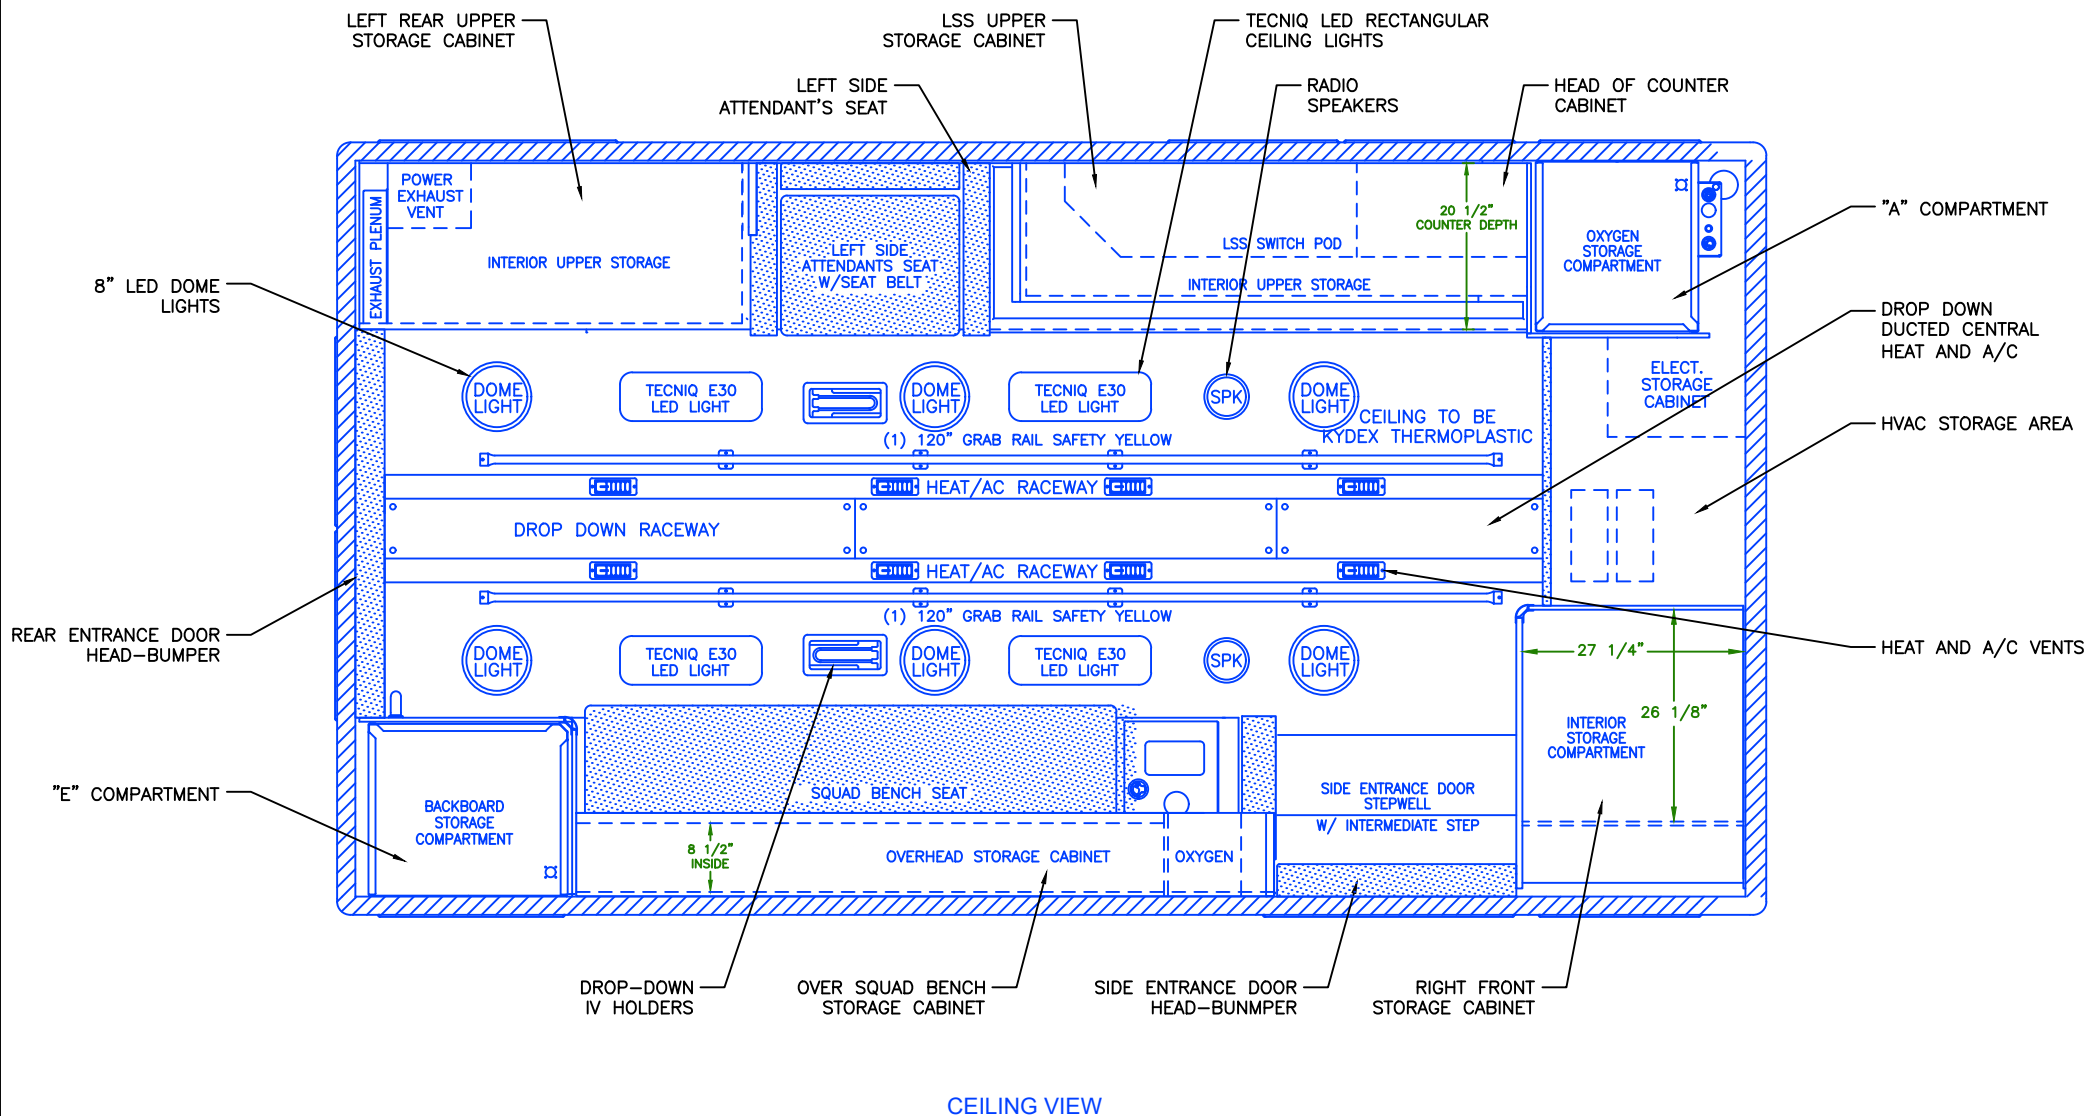 LEFT REAR UPPER
STORAGE CABINET
LSS UPPER
STORAGE CABINET
TECNIQ LED RECTANGULAR
CEILING LIGHTS
LEFT SIDE
ATTENDANT'S SEAT
RADIO
SPEAKERS
HEAD OF COUNTER
CABINET
POWER
EXHAUST
VENT
EXHAUST PLENUM
INTERIOR UPPER STORAGE
LEFT SIDE
ATTENDANTS SEAT
W/SEAT BELT
LSS SWITCH POD
INTERIOR UPPER STORAGE
20 1/2"
COUNTER DEPTH
OXYGEN
STORAGE
COMPARTMENT
"A" COMPARTMENT
8" LED DOME
LIGHTS
DROP DOWN
DUCTED CENTRAL
HEAT AND A/C
ELECT.
STORAGE
CABINET
DOME
LIGHT
TECNIQ E30
LED LIGHT
DOME
LIGHT
TECNIQ E30
LED LIGHT
SPK
DOME
LIGHT
CEILING TO BE
KYDEX THERMOPLASTIC
HVAC STORAGE AREA
(1) 120" GRAB RAIL SAFETY YELLOW
HEAT/AC RACEWAY
DROP DOWN RACEWAY
HEAT/AC RACEWAY
(1) 120" GRAB RAIL SAFETY YELLOW
REAR ENTRANCE DOOR
HEAD-BUMPER
DOME
LIGHT
TECNIQ E30
LED LIGHT
DOME
LIGHT
TECNIQ E30
LED LIGHT
SPK
DOME
LIGHT
27 1/4"
HEAT AND A/C VENTS
26 1/8"
INTERIOR
STORAGE
COMPARTMENT
"E" COMPARTMENT
BACKBOARD
STORAGE
COMPARTMENT
SQUAD BENCH SEAT
SIDE ENTRANCE DOOR
STEPWELL
W/ INTERMEDIATE STEP
8 1/2"
INSIDE
OVERHEAD STORAGE CABINET
OXYGEN
DROP-DOWN
IV HOLDERS
OVER SQUAD BENCH
STORAGE CABINET
SIDE ENTRANCE DOOR
HEAD-BUNMPER
RIGHT FRONT
STORAGE CABINET
CEILING VIEW